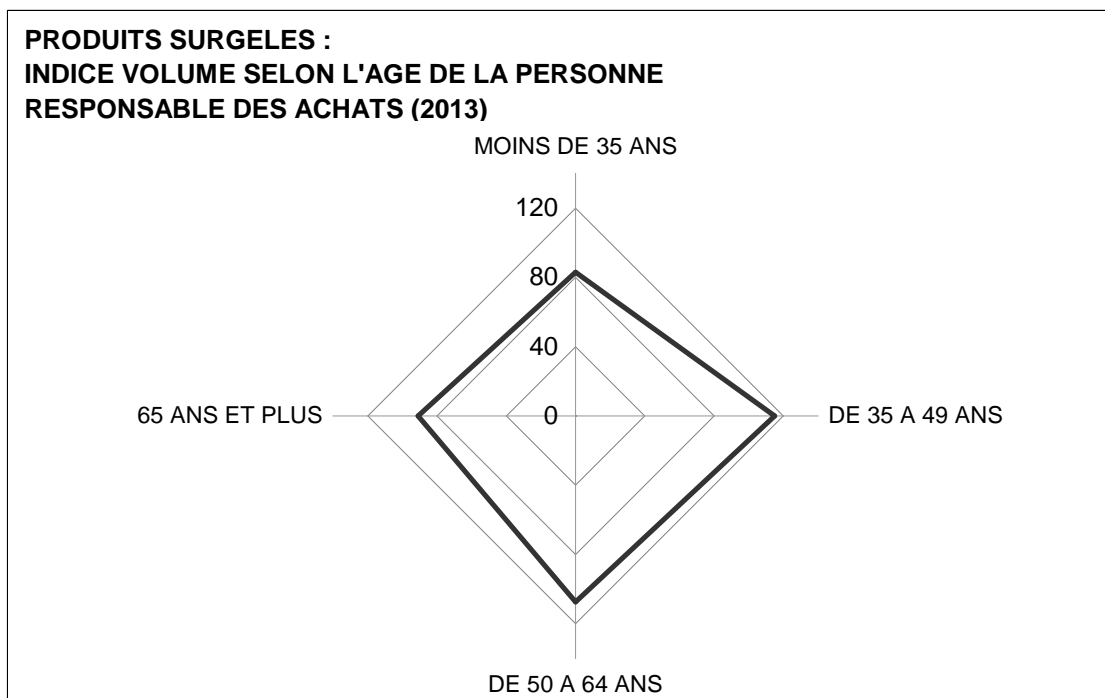 PRODUITS SURGELES :
INDICE VOLUME SELON L'AGE DE LA PERSONNE
RESPONSABLE DES ACHATS (2013)
MOINS DE 35 ANS
120
80
40
65 ANS ET PLUS
0
DE 35 A 49 ANS
DE 50 A 64 ANS